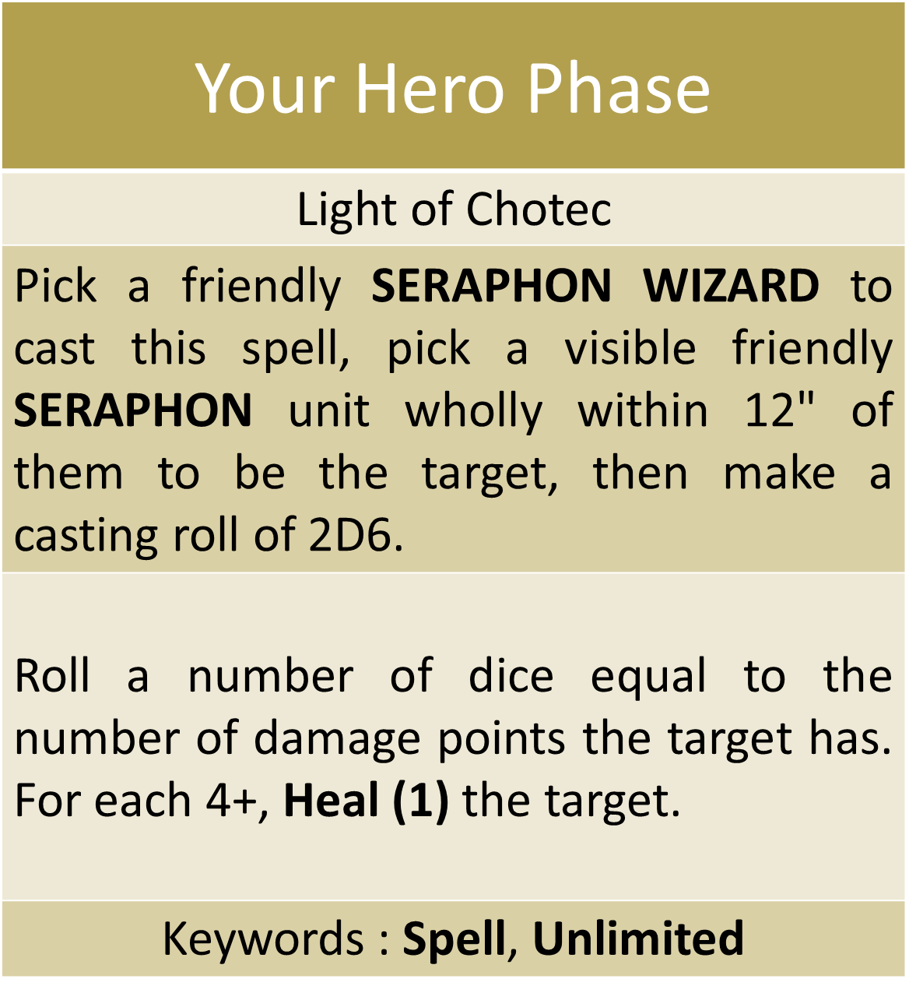 Your Hero Phase
Light of Chotec
Pick a friendly SERAPHON WIZARD to
cast this spell, pick a visible friendly
SERAPHON unit wholly within 12" of
them to be the target, then make a
casting roll of 2D6.
Roll a number of dice equal to the
number of damage points the target has.
For each 4+, Heal (1) the target.
Keywords : Spell, Unlimited